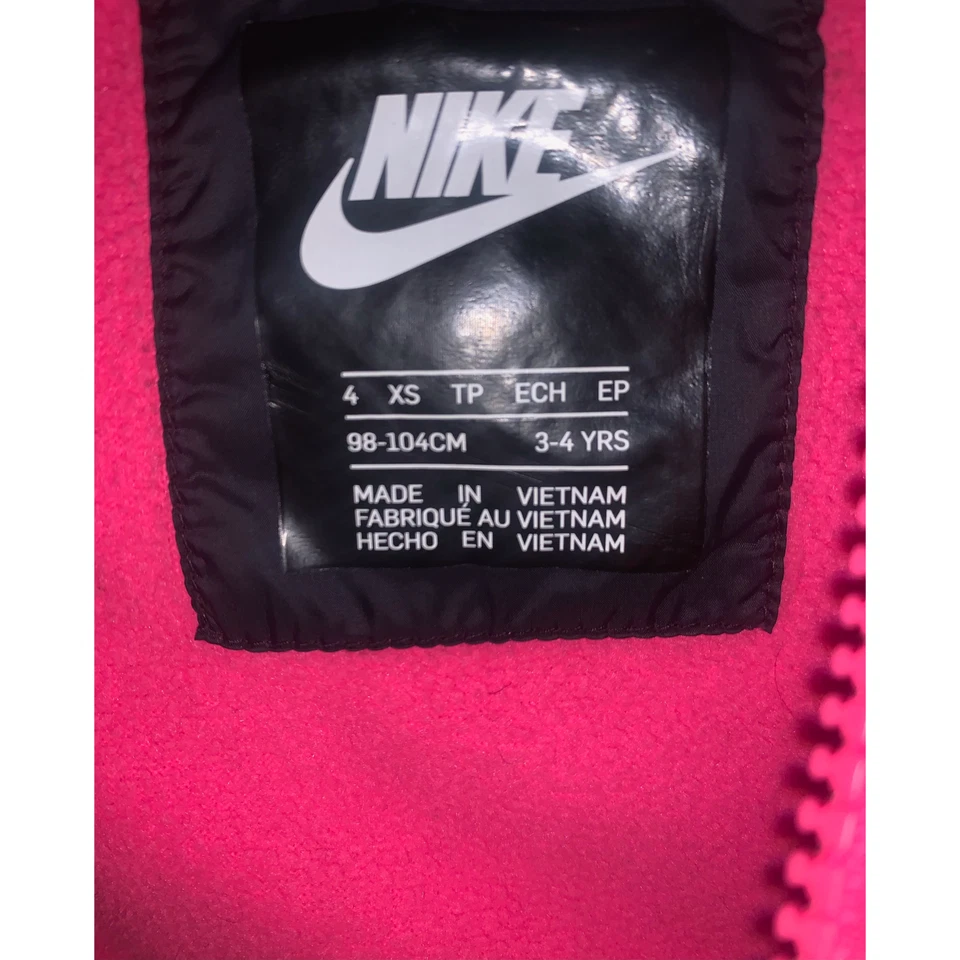 NIKE
4 XS TP ECH EP
98-104CM 3-4 YRS
MADE IN VIETNAM
FABRIQUÉ AU VIETNAM
HECHO EN VIETNAM